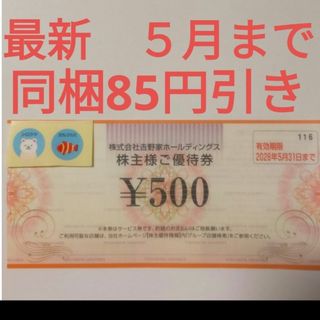 最新　５月まで
同梱85円引き
116
株式会社吉野家ホールディングス
有効期限
2026年5月31日まで
株主様ご優待券
¥500